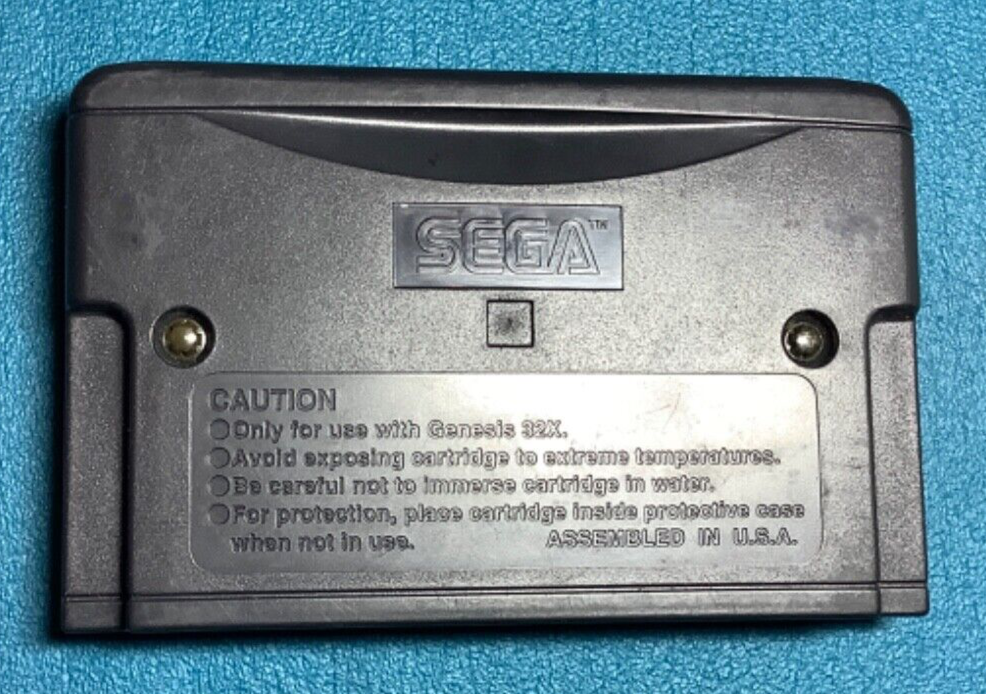 SEGA™
CAUTION
Only for use with Genesis 32X.
Avoid exposing cartridge to extreme temperatures.
Be careful not to immerse cartridge in water.
For protection, place cartridge inside protective case
when not in use. ASSEMBLED IN U.S.A.